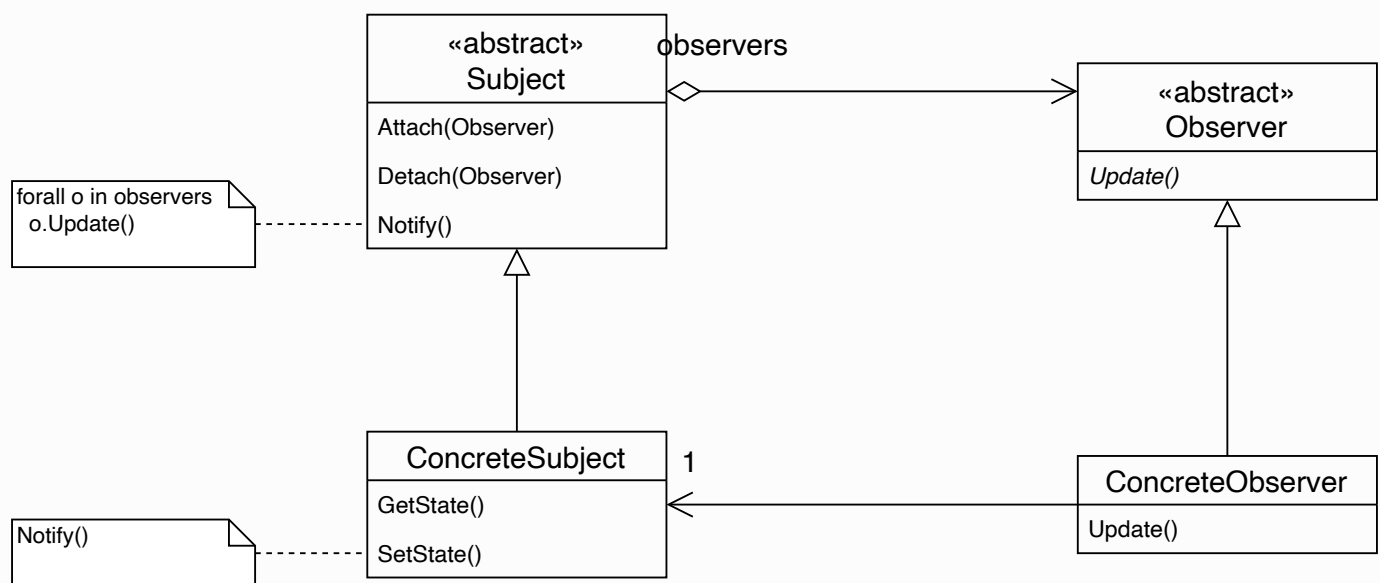 «abstract»
Subject
observers
Attach(Observer)
Detach(Observer)
Notify()
forall o in observers
o.Update()
«abstract»
Observer
Update()
ConcreteSubject
1
GetState()
SetState()
Notify()
ConcreteObserver
Update()